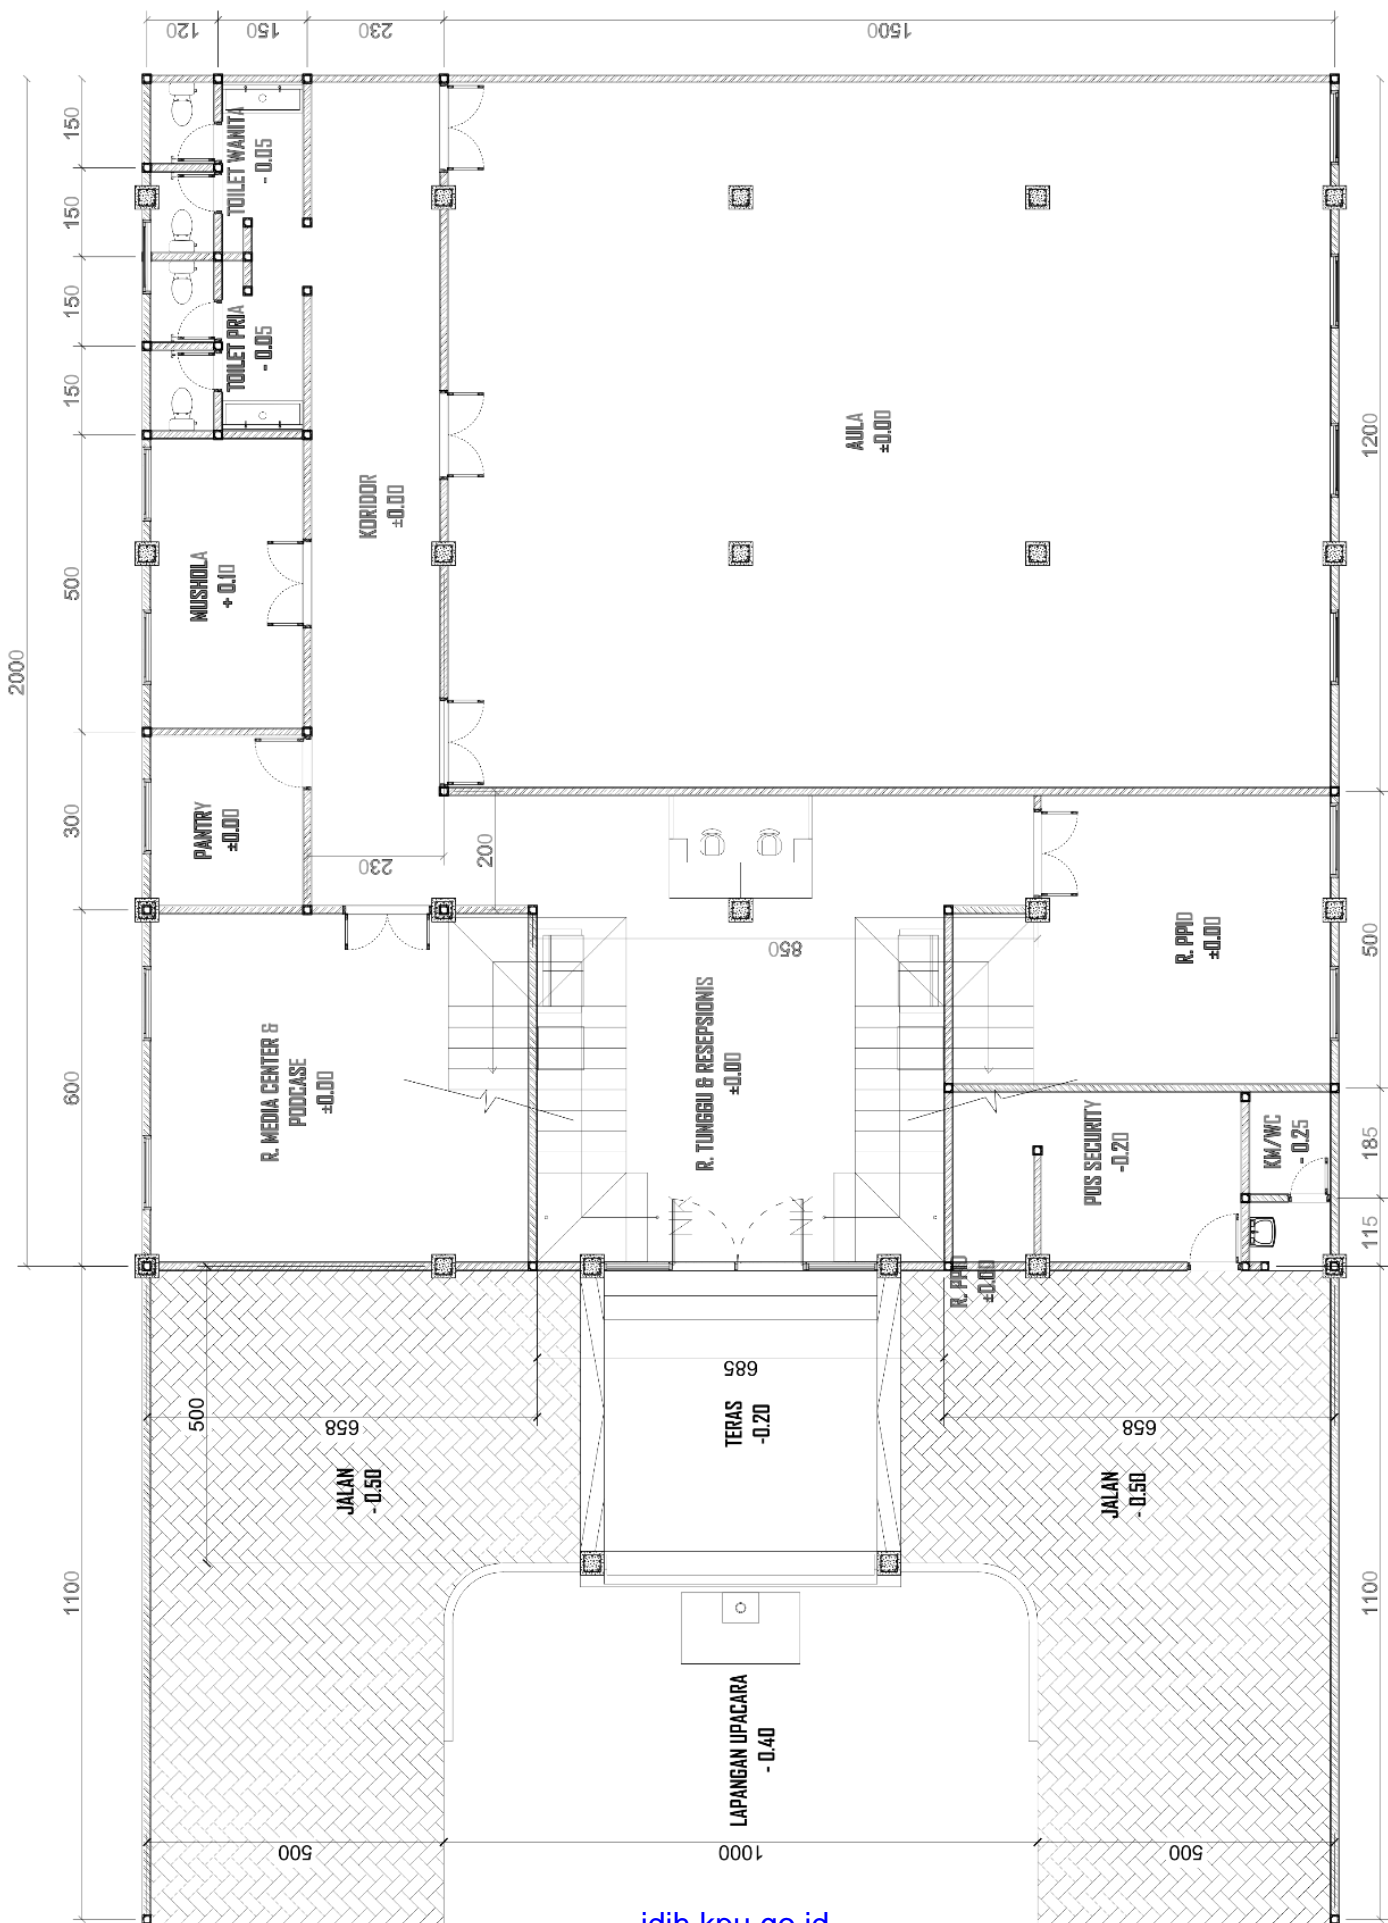 120
150
230
1500
2000
150
150
150
150
500
300
600
1100
1200
500
185
115
1100
TOILET WANITA
- 0.05
TOILET PRIA
- 0.05
KORIDOR
±0.00
AULA
±0.00
MUSHOLA
+ 0.10
PANTRY
±0.00
230
200
850
R. PPID
±0.00
R. MEDIA CENTER &
PODCASE
±0.00
R. TUNGGU & RESEPSIONIS
±0.00
POS SECURITY
-0.20
KM/WC
- 0.25
R. PPID
±0.00
685
TERAS
-0.20
500
658
658
JALAN
- 0.50
JALAN
- 0.50
LAPANGAN UPACARA
- 0.40
500
1000
500
jdih.kpu.go.id